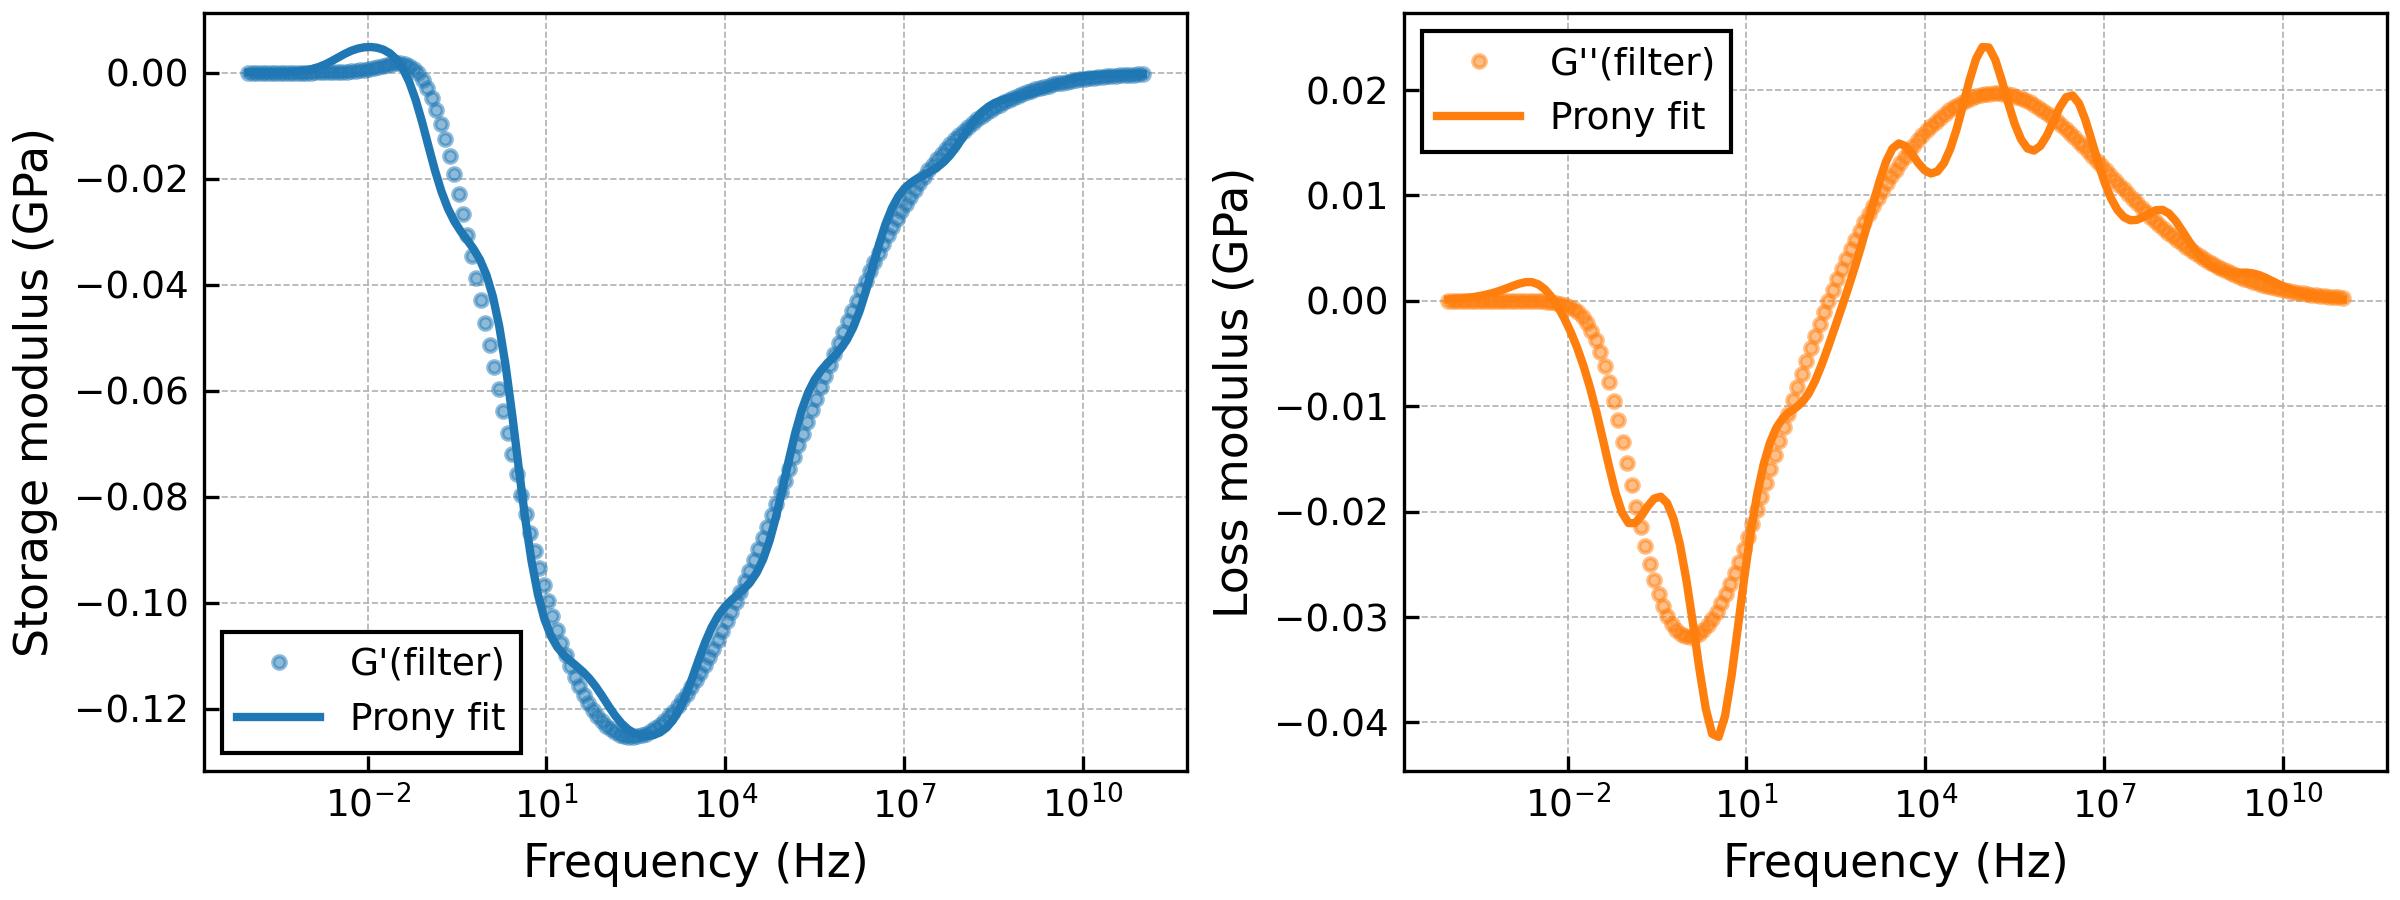 0.00
−0.02
−0.04
−0.06
−0.08
−0.10
−0.12
Storage modulus (GPa)
G'(filter)
Prony fit
10⁻² 10¹ 10⁴ 10⁷ 10¹⁰
Frequency (Hz)
0.02
0.01
0.00
−0.01
−0.02
−0.03
−0.04
Loss modulus (GPa)
G''(filter)
Prony fit
10⁻² 10¹ 10⁴ 10⁷ 10¹⁰
Frequency (Hz)